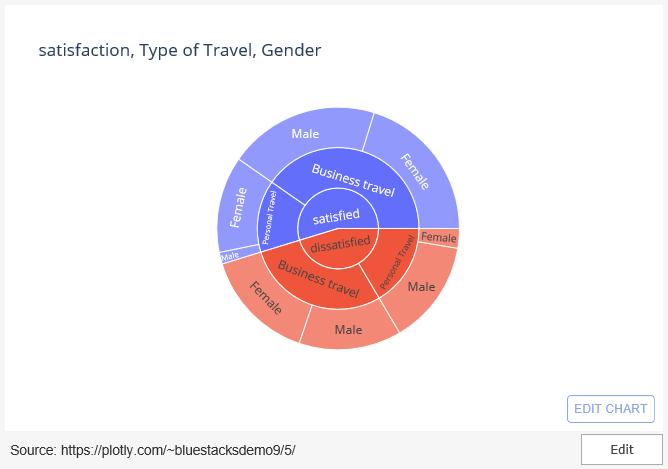 satisfaction, Type of Travel, Gender
Male
Female
Business travel
Female
Personal Travel
satisfied
Male
dissatisfied
Female
Personal Travel
Business travel
Female
Male
Male
EDIT CHART
Source: https://plotly.com/~bluestacksdemo9/5/
Edit